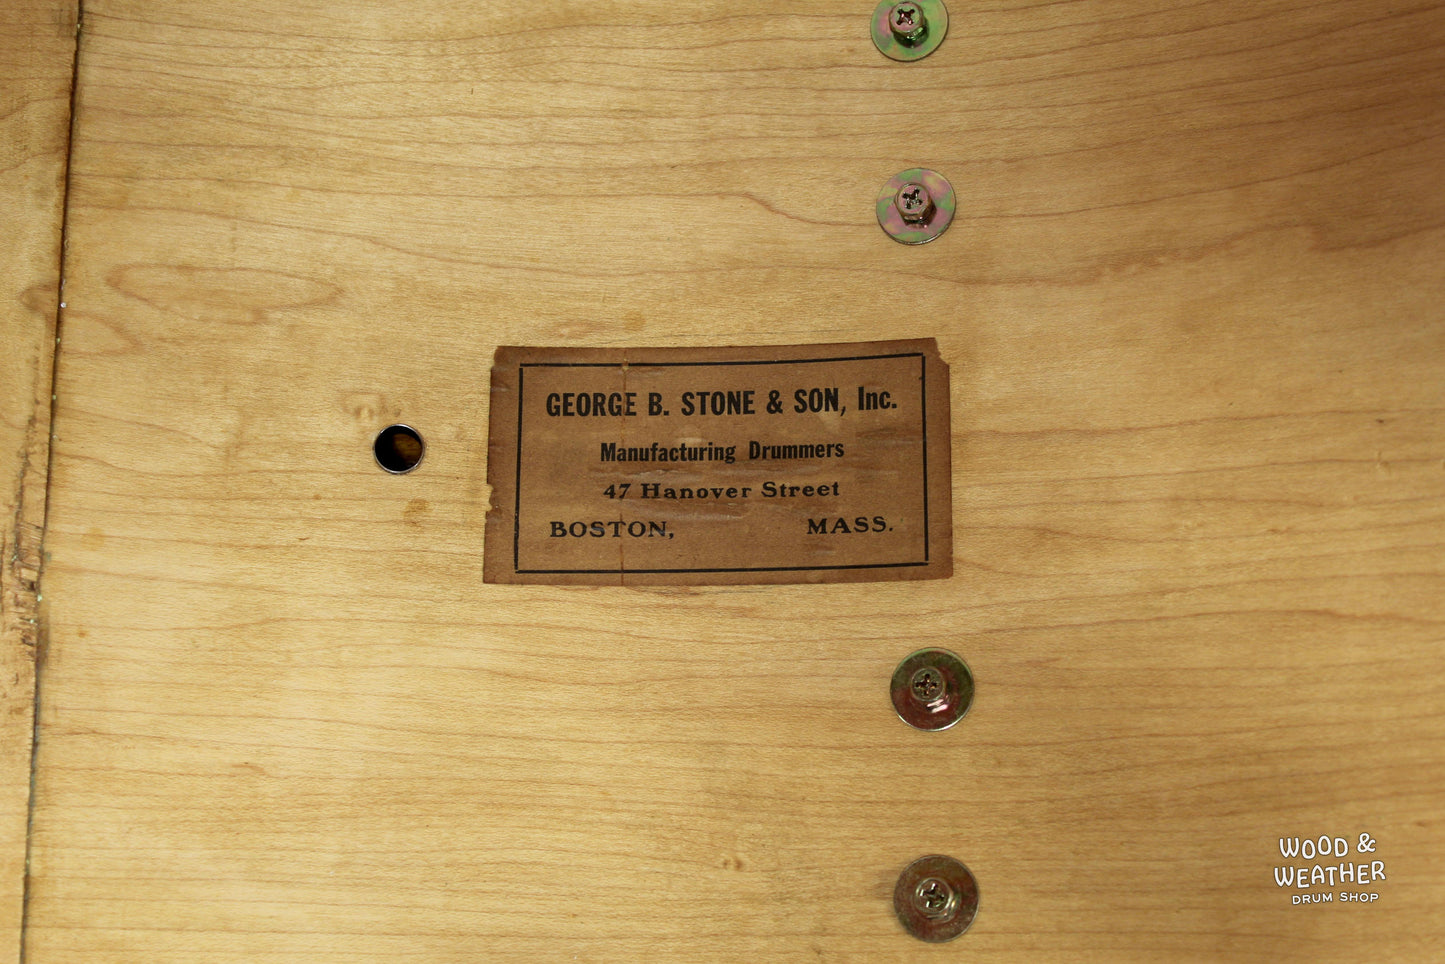 GEORGE B. STONE & SON, Inc.
Manufacturing Drummers
47 Hanover Street
BOSTON, MASS.
WOOD &
WEATHER
DRUM SHOP